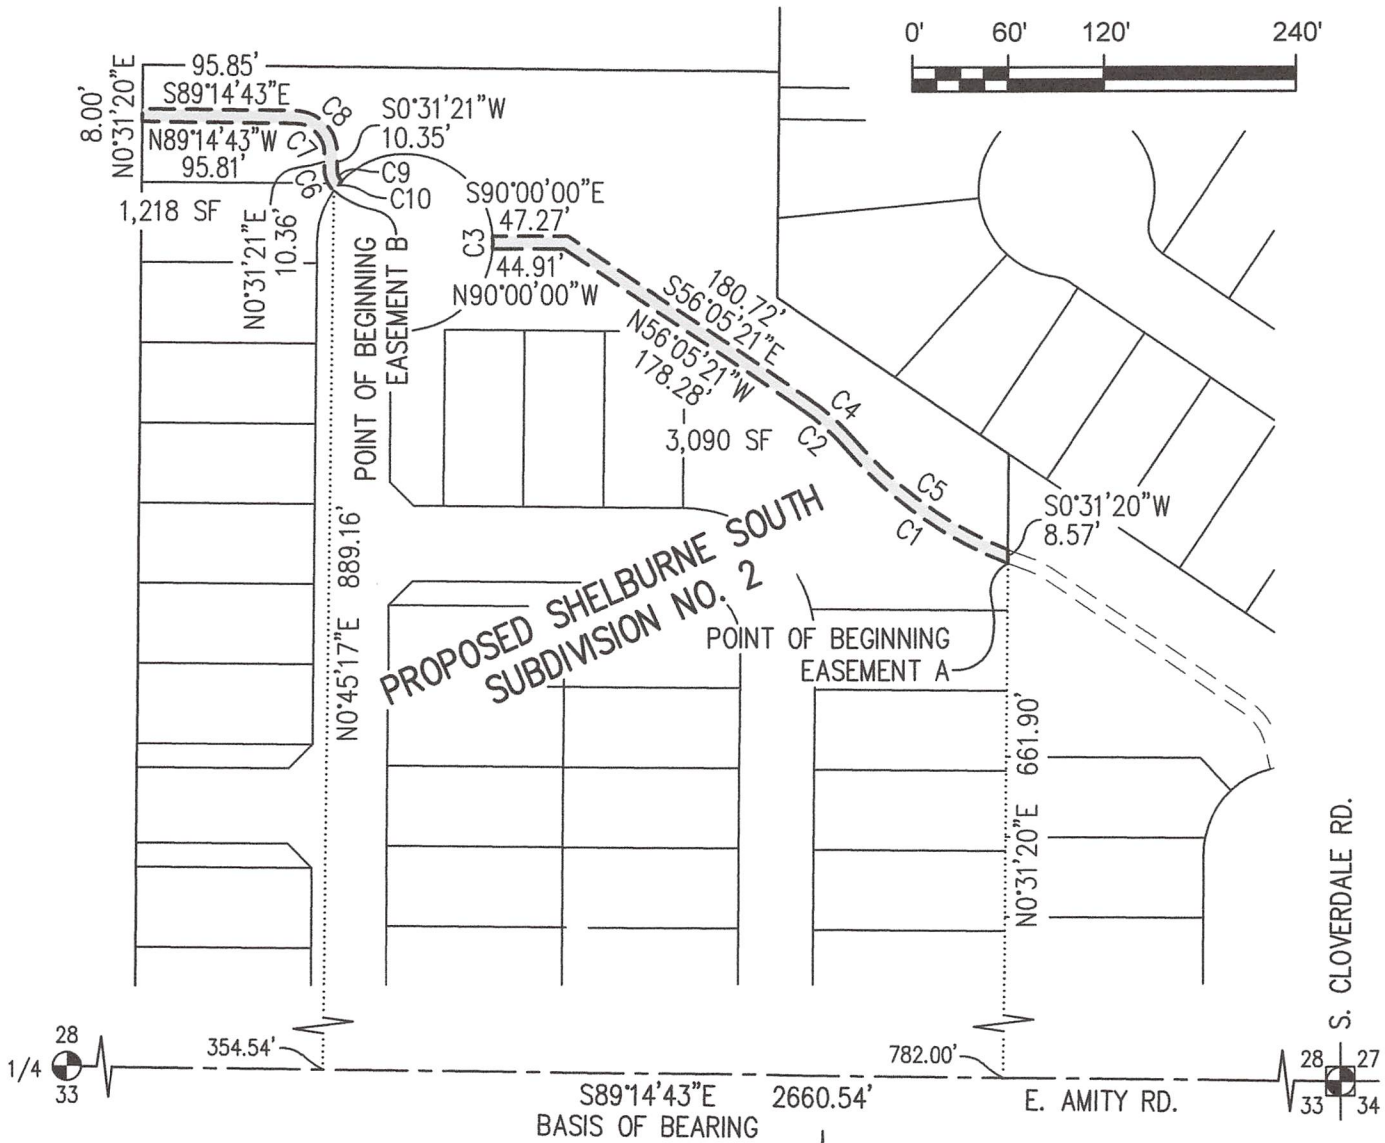 0' 60' 120' 240'
95.85'
S89°14'43"E
8.00'
N0°31'20"E
N89°14'43"W
95.81'
C8
C7
C6
S0°31'21"W
10.35'
C9
C10
1,218 SF
N0°31'21"E
10.36'
POINT OF BEGINNING
EASEMENT B
S90°00'00"E
47.27'
C3
44.91'
N90°00'00"W
180.72'
S56°05'21"E
N56°05'21"W
178.28'
3,090 SF
C4
C2
C5
C1
S0°31'20"W
8.57'
PROPOSED SHELBURNE SOUTH
SUBDIVISION NO. 2
POINT OF BEGINNING
EASEMENT A
N0°45'17"E 889.16'
N0°31'20"E 661.90'
S. CLOVERDALE RD.
1/4
28
33
354.54'
782.00'
S89°14'43"E 2660.54'
BASIS OF BEARING
E. AMITY RD.
28 27
33 34